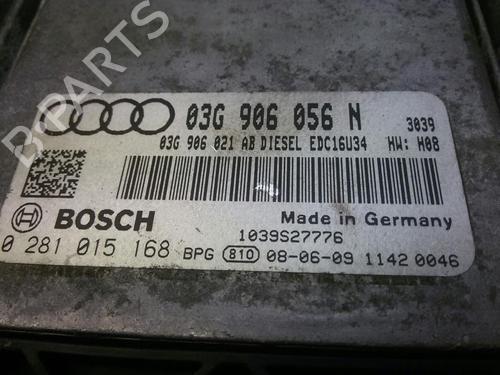 B-PARTS
03G 906 056 N 3039
03G 906 021 AB DIESEL EDC16U34 HW: H08
BOSCH
Made in Germany
1039S27776
0 281 015 168 BPG 810 08-06-09 1142 0046